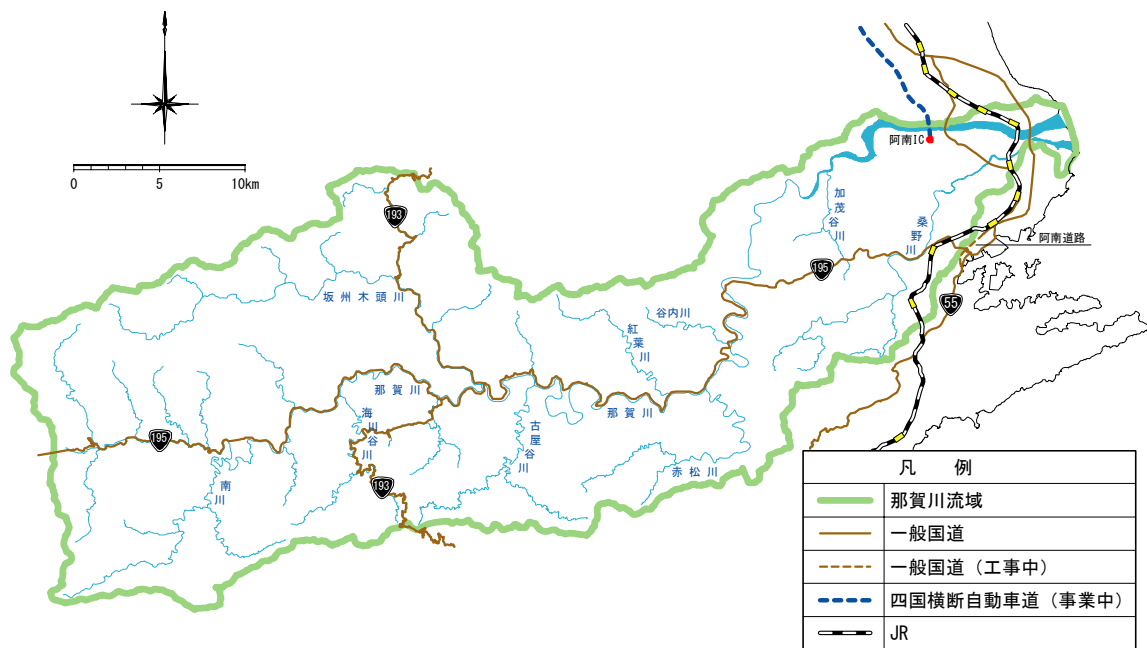 阿南IC
0 5 10km
193
加茂谷川
桑野川
阿南道路
195
坂州木頭川
55
谷内川
紅葉川
那賀川
那賀川
海川谷川
古屋谷川
195
赤松川
南川
193
凡 例
那賀川流域
一般国道
一般国道（工事中）
四国横断自動車道（事業中）
JR